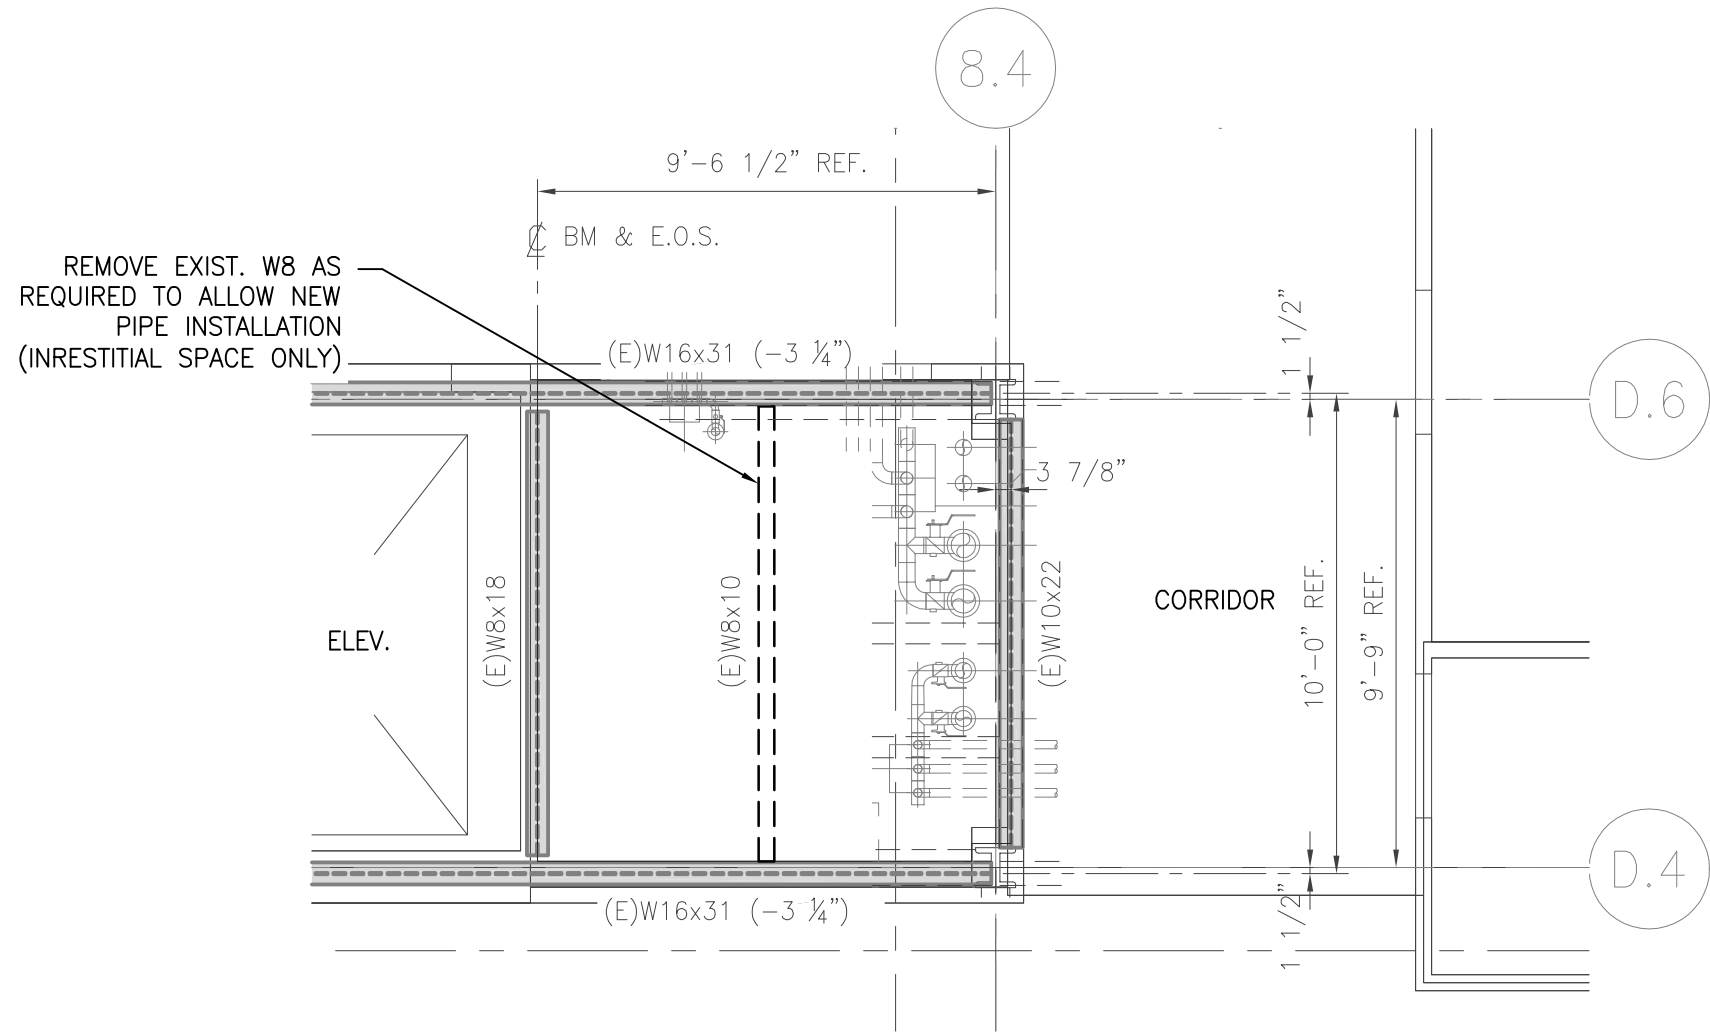 8.4
9'-6 1/2" REF.
℄ BM & E.O.S.
REMOVE EXIST. W8 AS
REQUIRED TO ALLOW NEW
PIPE INSTALLATION
(INRESTITIAL SPACE ONLY)
(E)W16x31 (-3 ¼")
1 1/2"
D.6
3 7/8"
(E)W8x18
(E)W8x10
(E)W10x22
CORRIDOR
10'-0" REF.
9'-9" REF.
ELEV.
D.4
(E)W16x31 (-3 ¼")
1 1/2"